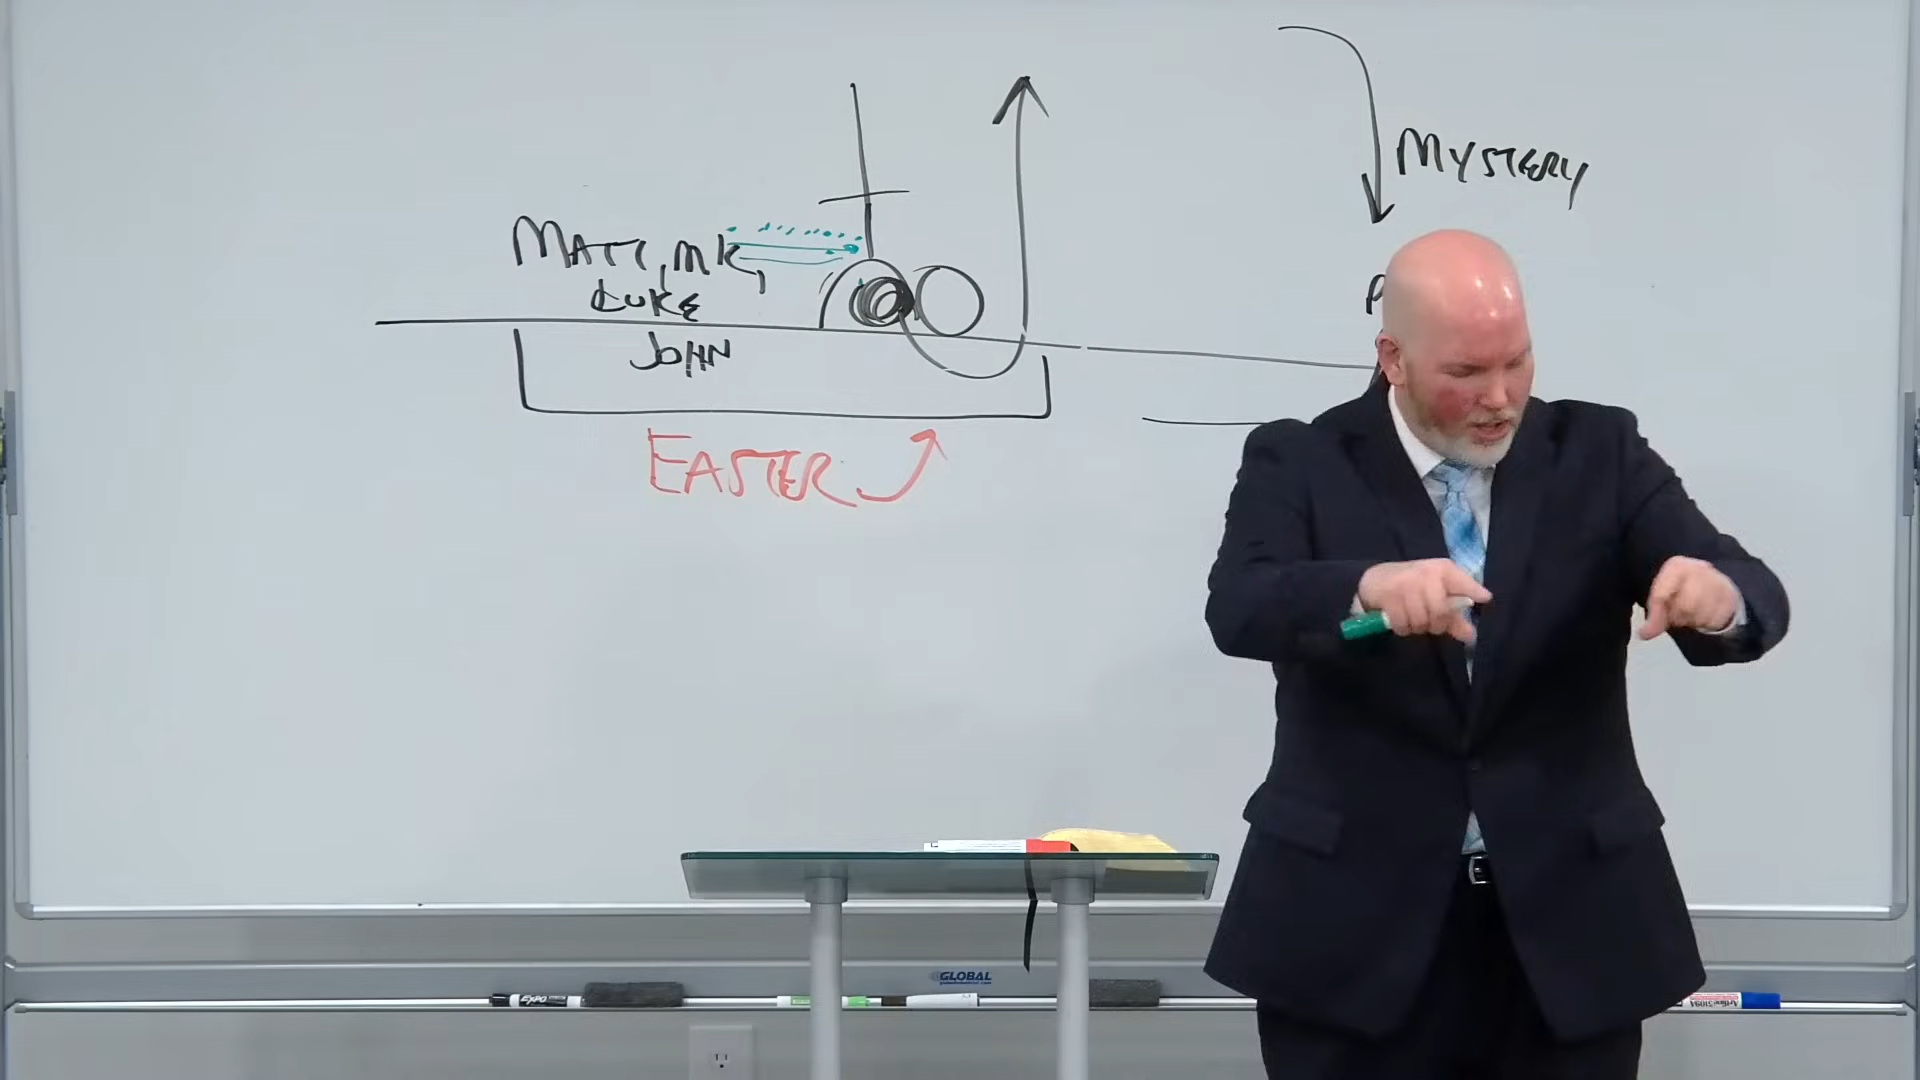 MYSTERY
MATT, MK,
LUKE
JOHN
EASTER
GLOBAL
EXPO